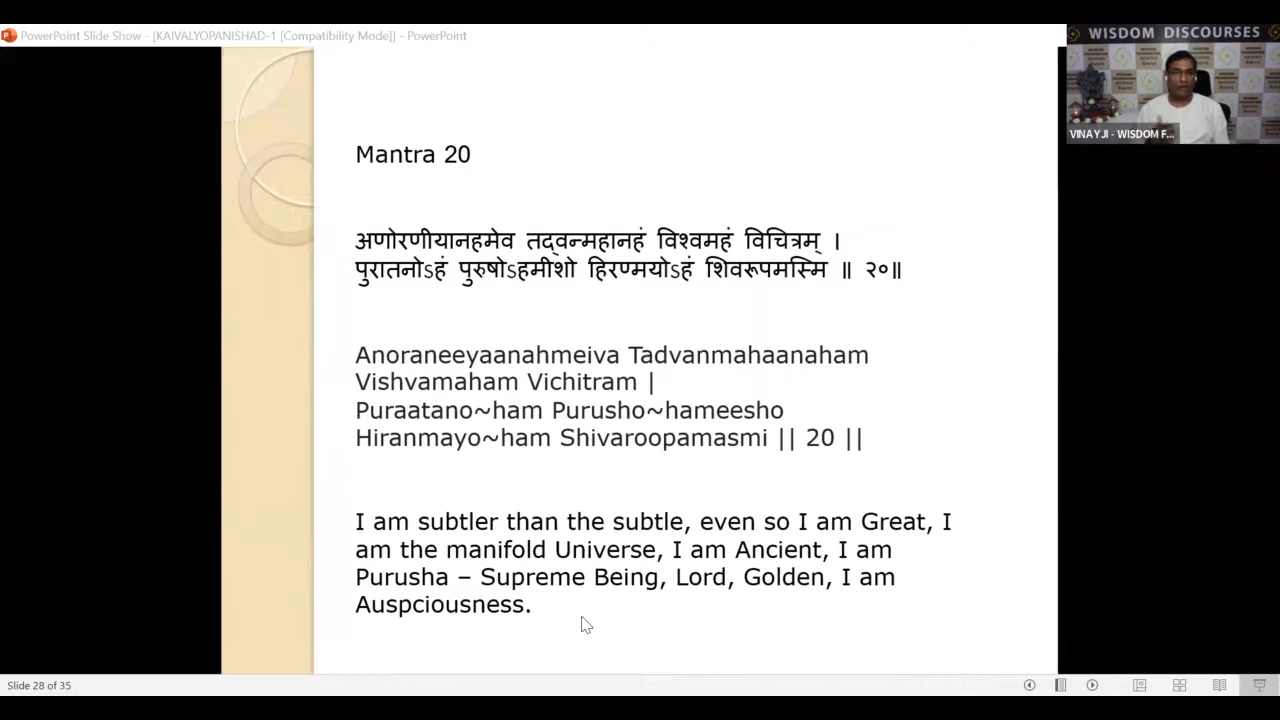 PowerPoint Slide Show - [KAIVALYOPANISHAD-1 [Compatibility Mode]] - PowerPoint
WISDOM DISCOURSES
VINAYJI - WISDOM F...
Mantra 20
अणोरणीयानहमेव तद्वन्महानहं विश्वमहं विचित्रम् ।
पुरातनोऽहं पुरुषोऽहमीशो हिरण्मयोऽहं शिवरूपमस्मि ॥ २०॥
Anoraneeyaanahmeiva Tadvanmahaanaham
Vishvamaham Vichitram |
Puraatano~ham Purusho~hameesho
Hiranmayo~ham Shivaroopamasmi || 20 ||
I am subtler than the subtle, even so I am Great, I
am the manifold Universe, I am Ancient, I am
Purusha – Supreme Being, Lord, Golden, I am
Auspciousness.
Slide 28 of 35